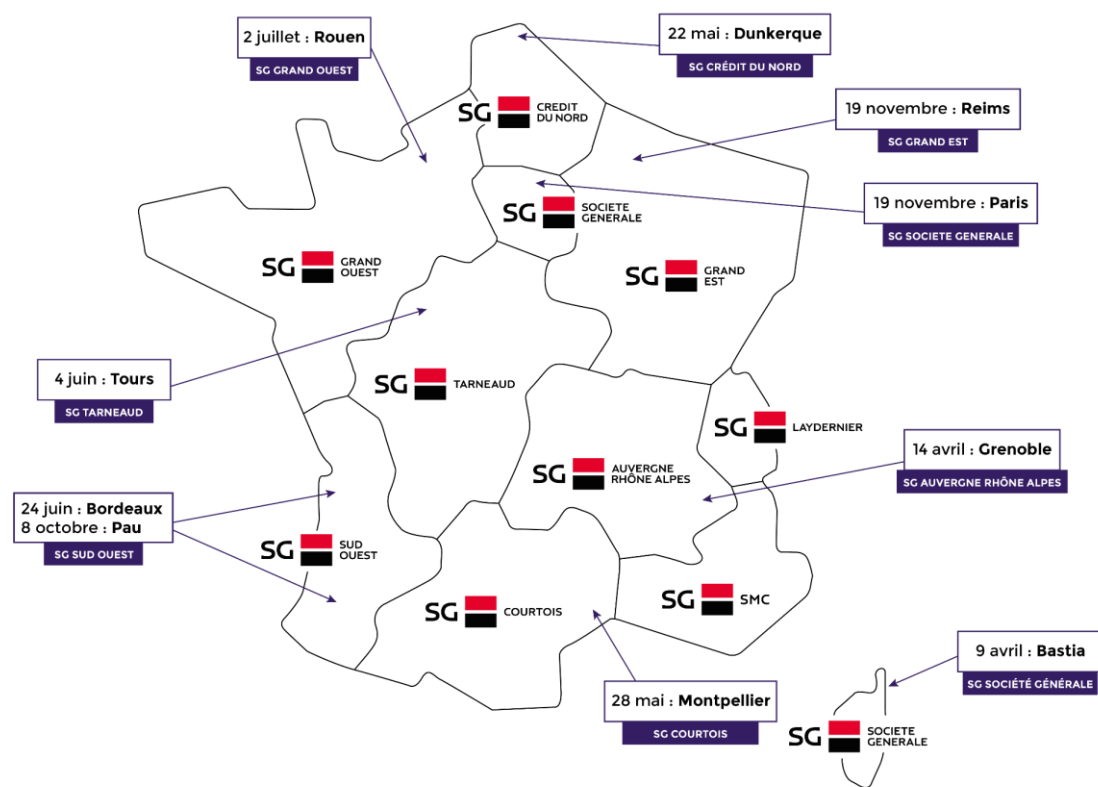 2 juillet : Rouen
SG GRAND OUEST
22 mai : Dunkerque
SG CRÉDIT DU NORD
19 novembre : Reims
SG GRAND EST
19 novembre : Paris
SG SOCIETE GENERALE
SG CREDIT
DU NORD
SG SOCIETE
GENERALE
SG GRAND
OUEST
SG GRAND
EST
4 juin : Tours
SG TARNEAUD
SG TARNEAUD
SG LAYDERNIER
14 avril : Grenoble
SG AUVERGNE RHÔNE ALPES
SG AUVERGNE
RHÔNE ALPES
24 juin : Bordeaux
8 octobre : Pau
SG SUD OUEST
SG SUD
OUEST
SG COURTOIS
SG SMC
28 mai : Montpellier
SG COURTOIS
9 avril : Bastia
SG SOCIÉTÉ GÉNÉRALE
SG SOCIETE
GENERALE